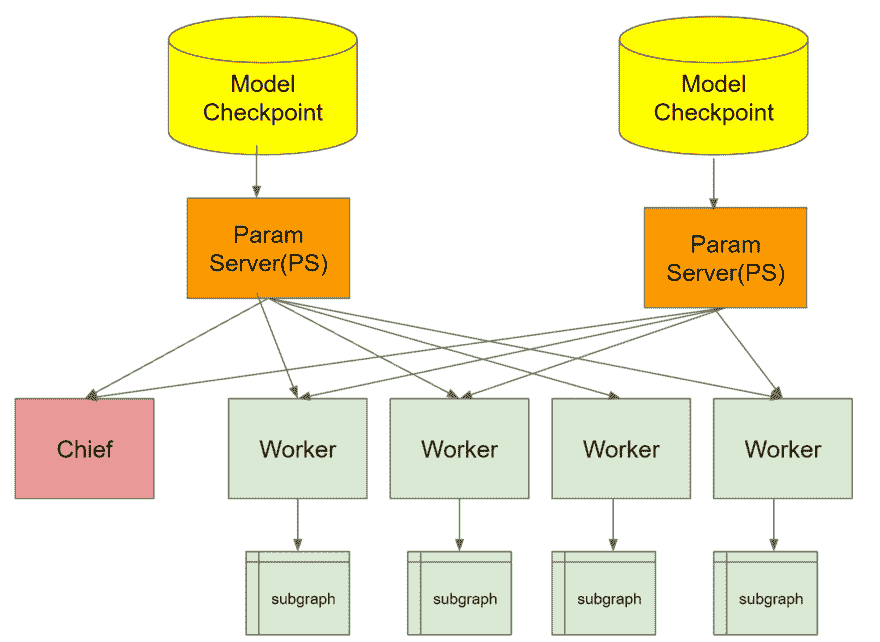 Model
Checkpoint
Model
Checkpoint
Param
Server(PS)
Param
Server(PS)
Chief
Worker
Worker
Worker
Worker
subgraph
subgraph
subgraph
subgraph